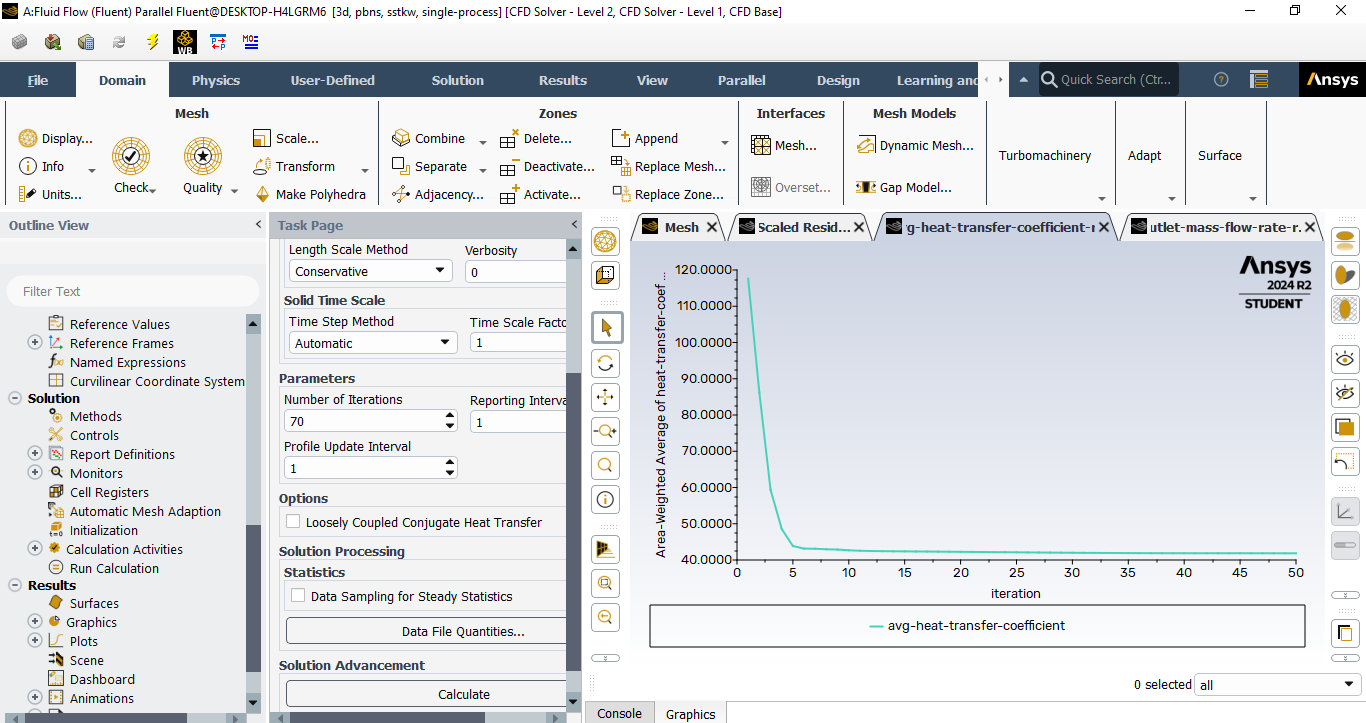 A:Fluid Flow (Fluent) Parallel Fluent@DESKTOP-H4LGRM6 [3d, pbns, sstkw, single-process] [CFD Solver - Level 2, CFD Solver - Level 1, CFD Base]
WB
File Domain Physics User-Defined Solution Results View Parallel Design Learning and Quick Search (Ctr... Ansys
Mesh
Display...
Info
Units...
Check
Quality
Scale...
Transform
Make Polyhedra
Zones
Combine
Separate
Adjacency...
Delete...
Deactivate...
Activate...
Append
Replace Mesh...
Replace Zone...
Interfaces
Mesh...
Overset...
Mesh Models
Dynamic Mesh...
Gap Model...
Turbomachinery
Adapt
Surface
Outline View
Filter Text
Reference Values
Reference Frames
Named Expressions
Curvilinear Coordinate System
Solution
Methods
Controls
Report Definitions
Monitors
Cell Registers
Automatic Mesh Adaption
Initialization
Calculation Activities
Run Calculation
Results
Surfaces
Graphics
Plots
Scene
Dashboard
Animations
Task Page
Length Scale Method Verbosity
Conservative 0
Solid Time Scale
Time Step Method Time Scale Facto
Automatic 1
Parameters
Number of Iterations Reporting Interva
70 1
Profile Update Interval
1
Options
Loosely Coupled Conjugate Heat Transfer
Solution Processing
Statistics
Data Sampling for Steady Statistics
Data File Quantities...
Solution Advancement
Calculate
Mesh Scaled Resid... vg-heat-transfer-coefficient-r utlet-mass-flow-rate-r.
Ansys
2024 R2
STUDENT
Area-Weighted Average of heat-transfer-coef ...
120.0000
110.0000
100.0000
90.0000
80.0000
70.0000
60.0000
50.0000
40.0000
0 5 10 15 20 25 30 35 40 45 50
iteration
avg-heat-transfer-coefficient
0 selected all
Console Graphics